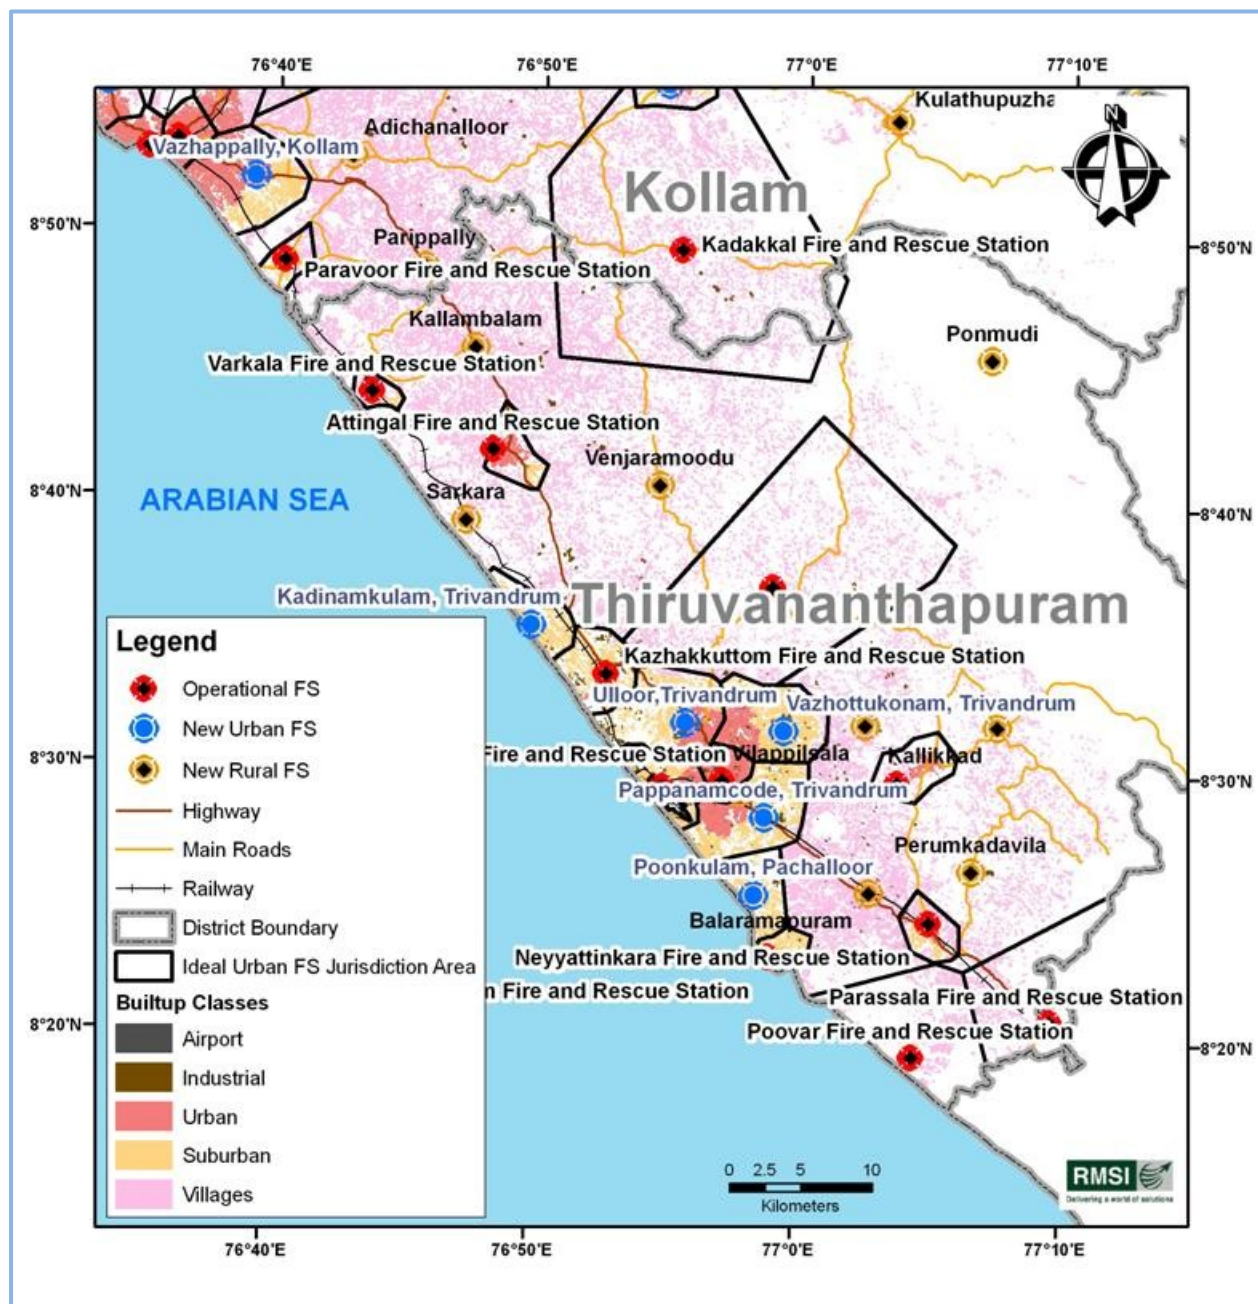 76°40'E 76°50'E 77°0'E 77°10'E
Kulathupuzha
N
Adichanalloor
Vazhappally, Kollam
Kollam
8°50'N
Parippally
Kadakkal Fire and Rescue Station
8°50'N
Paravoor Fire and Rescue Station
Kallambalam
Ponmudi
Varkala Fire and Rescue Station
Attingal Fire and Rescue Station
Venjaramoodu
8°40'N
Sarkara
ARABIAN SEA
8°40'N
Kadinamkulam, Trivandrum
Thiruvananthapuram
Kazhakkuttom Fire and Rescue Station
Ulloor,Trivandrum
Vazhottukonam, Trivandrum
8°30'N
Fire and Rescue Station
Vilappilsala
Kallikkad
8°30'N
Pappanamcode, Trivandrum
Perumkadavila
Poonkulam, Pachalloor
Balaramapuram
Neyyattinkara Fire and Rescue Station
n Fire and Rescue Station
Parassala Fire and Rescue Station
8°20'N
Poovar Fire and Rescue Station
8°20'N
Legend
Operational FS
New Urban FS
New Rural FS
Highway
Main Roads
Railway
District Boundary
Ideal Urban FS Jurisdiction Area
Builtup Classes
Airport
Industrial
Urban
Suburban
Villages
0 2.5 5 10
Kilometers
RMSI
Delivering a world of solutions
76°40'E 76°50'E 77°0'E 77°10'E